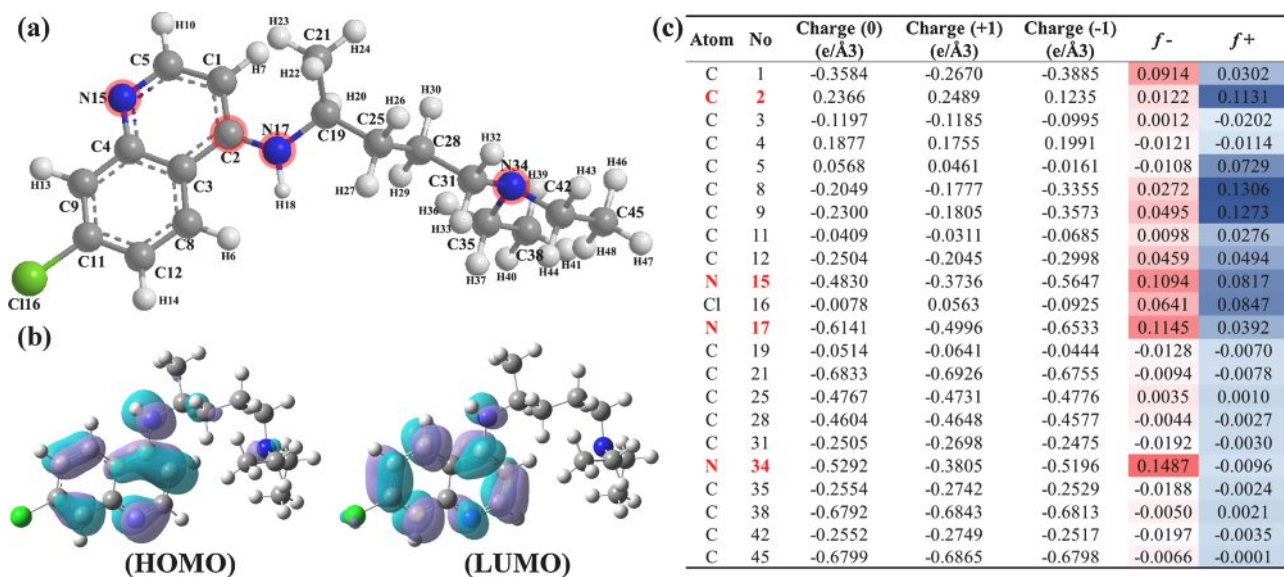 (a)
H10
H23
C21
H24
C5
C1
H7
H22
H20
H26
H30
N15
N17
C25
C28
H32
C19
N34
H43
H46
C4
C2
H39
C42
H13
C3
H18
H27
H29
C31
H36
C45
C9
H33
C35
C8
H6
C38
H41
H48
H47
C11
C12
H37
H40
H44
Cl16
H14
(b)
(HOMO)
(LUMO)
(c)
Atom No Charge (0) (e/Å3) Charge (+1) (e/Å3) Charge (-1) (e/Å3) f - f +
C 1 -0.3584 -0.2670 -0.3885 0.0914 0.0302
C 2 0.2366 0.2489 0.1235 0.0122 0.1131
C 3 -0.1197 -0.1185 -0.0995 0.0012 -0.0202
C 4 0.1877 0.1755 0.1991 -0.0121 -0.0114
C 5 0.0568 0.0461 -0.0161 -0.0108 0.0729
C 8 -0.2049 -0.1777 -0.3355 0.0272 0.1306
C 9 -0.2300 -0.1805 -0.3573 0.0495 0.1273
C 11 -0.0409 -0.0311 -0.0685 0.0098 0.0276
C 12 -0.2504 -0.2045 -0.2998 0.0459 0.0494
N 15 -0.4830 -0.3736 -0.5647 0.1094 0.0817
Cl 16 -0.0078 0.0563 -0.0925 0.0641 0.0847
N 17 -0.6141 -0.4996 -0.6533 0.1145 0.0392
C 19 -0.0514 -0.0641 -0.0444 -0.0128 -0.0070
C 21 -0.6833 -0.6926 -0.6755 -0.0094 -0.0078
C 25 -0.4767 -0.4731 -0.4776 0.0035 0.0010
C 28 -0.4604 -0.4648 -0.4577 -0.0044 -0.0027
C 31 -0.2505 -0.2698 -0.2475 -0.0192 -0.0030
N 34 -0.5292 -0.3805 -0.5196 0.1487 -0.0096
C 35 -0.2554 -0.2742 -0.2529 -0.0188 -0.0024
C 38 -0.6792 -0.6843 -0.6813 -0.0050 0.0021
C 42 -0.2552 -0.2749 -0.2517 -0.0197 -0.0035
C 45 -0.6799 -0.6865 -0.6798 -0.0066 -0.0001